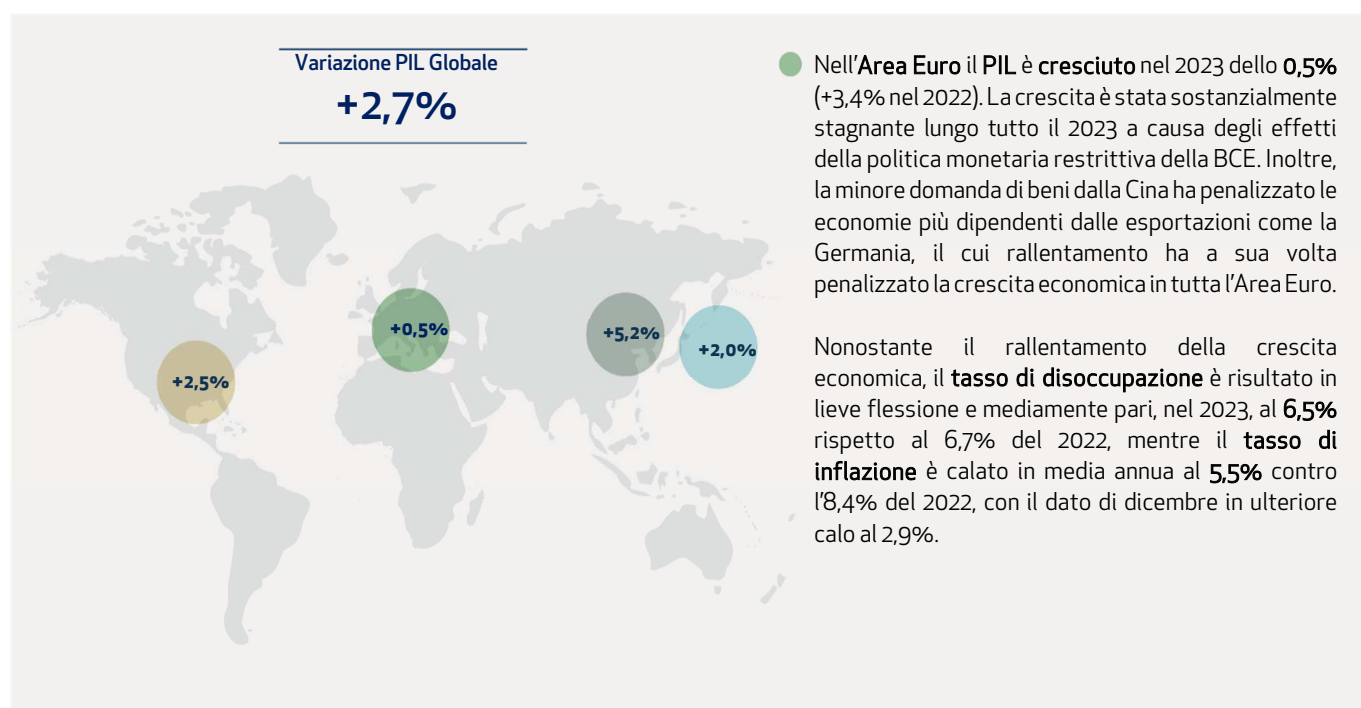 Variazione PIL Globale
+2,7%
+0,5%
+5,2%
+2,0%
+2,5%
Nell'Area Euro il PIL è cresciuto nel 2023 dello 0,5%
(+3,4% nel 2022). La crescita è stata sostanzialmente
stagnante lungo tutto il 2023 a causa degli effetti
della politica monetaria restrittiva della BCE. Inoltre,
la minore domanda di beni dalla Cina ha penalizzato le
economie più dipendenti dalle esportazioni come la
Germania, il cui rallentamento ha a sua volta
penalizzato la crescita economica in tutta l'Area Euro.
Nonostante il rallentamento della crescita
economica, il tasso di disoccupazione è risultato in
lieve flessione e mediamente pari, nel 2023, al 6,5%
rispetto al 6,7% del 2022, mentre il tasso di
inflazione è calato in media annua al 5,5% contro
l'8,4% del 2022, con il dato di dicembre in ulteriore
calo al 2,9%.